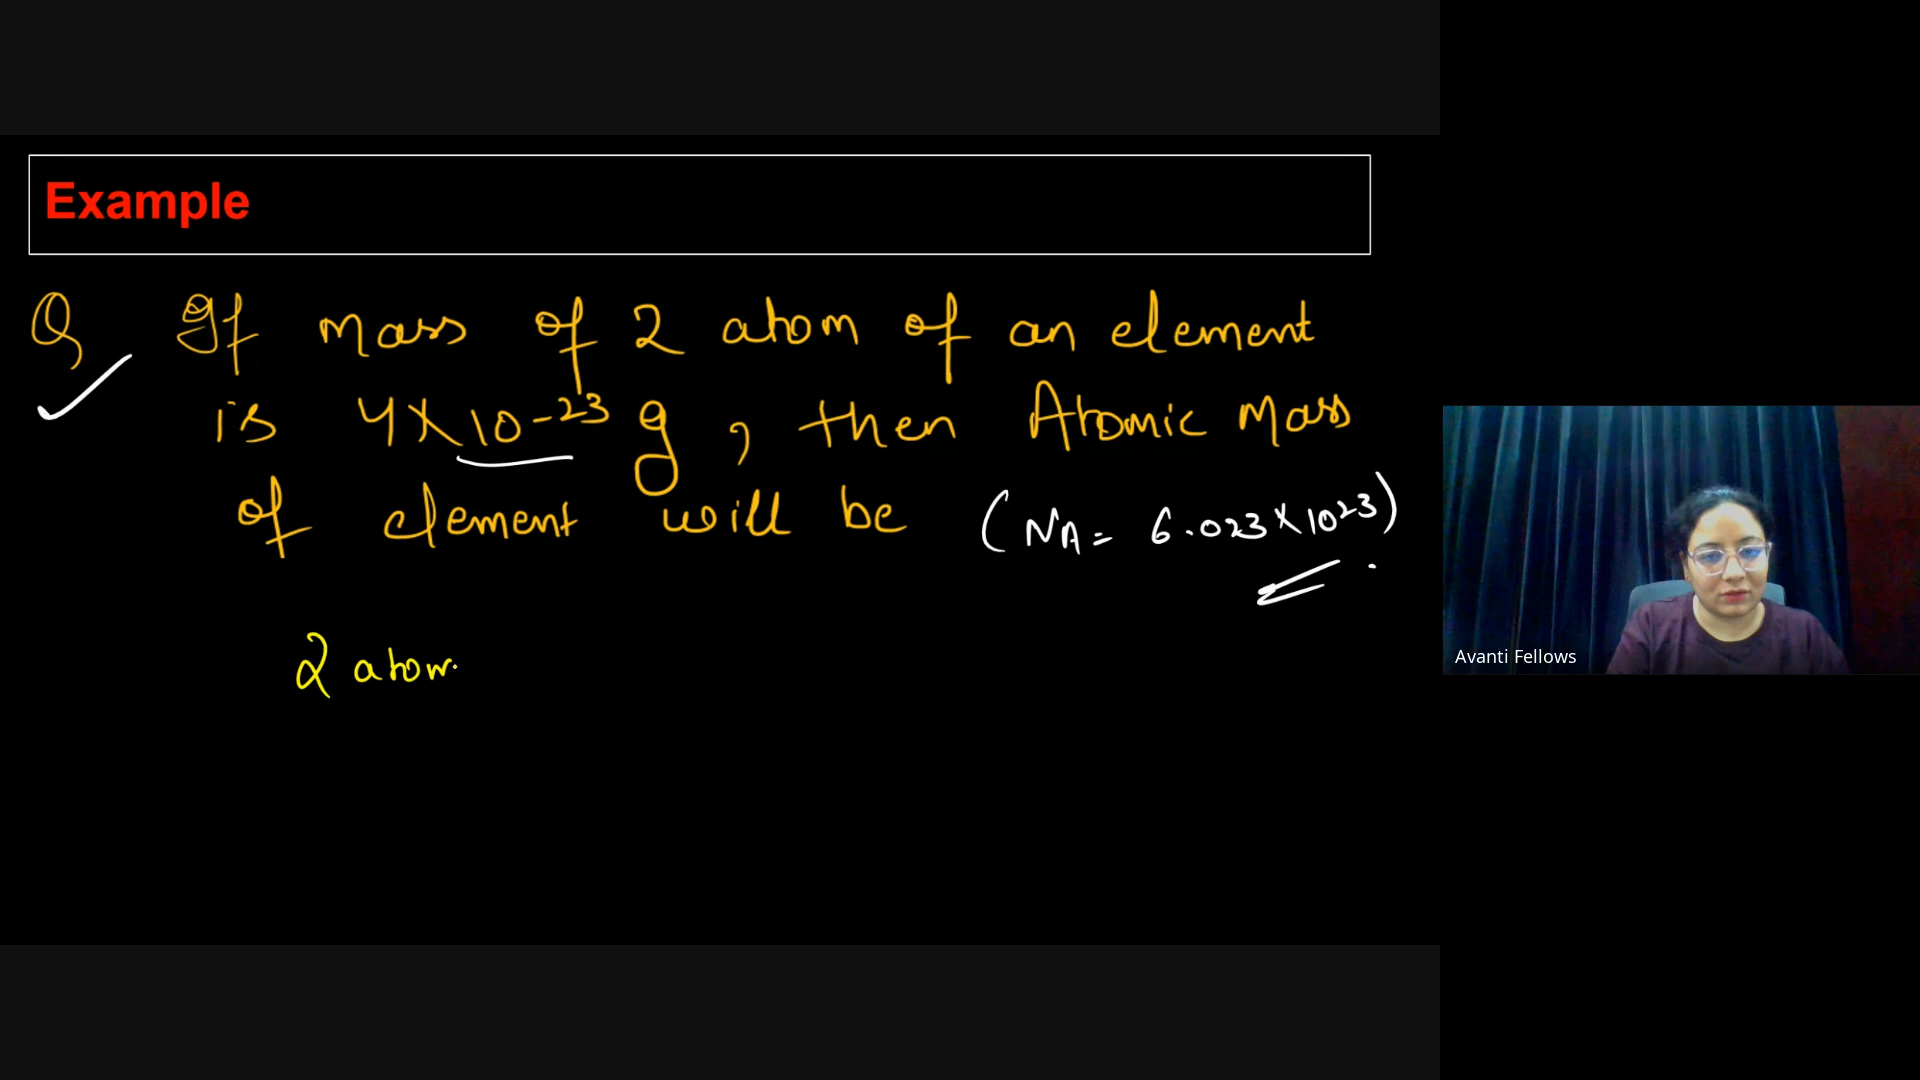 Example
Q If mass of 2 atom of an element
is 4×10⁻²³ g, then Atomic Mass
of element will be (NA = 6.023×10²³)
2 atom
Avanti Fellows